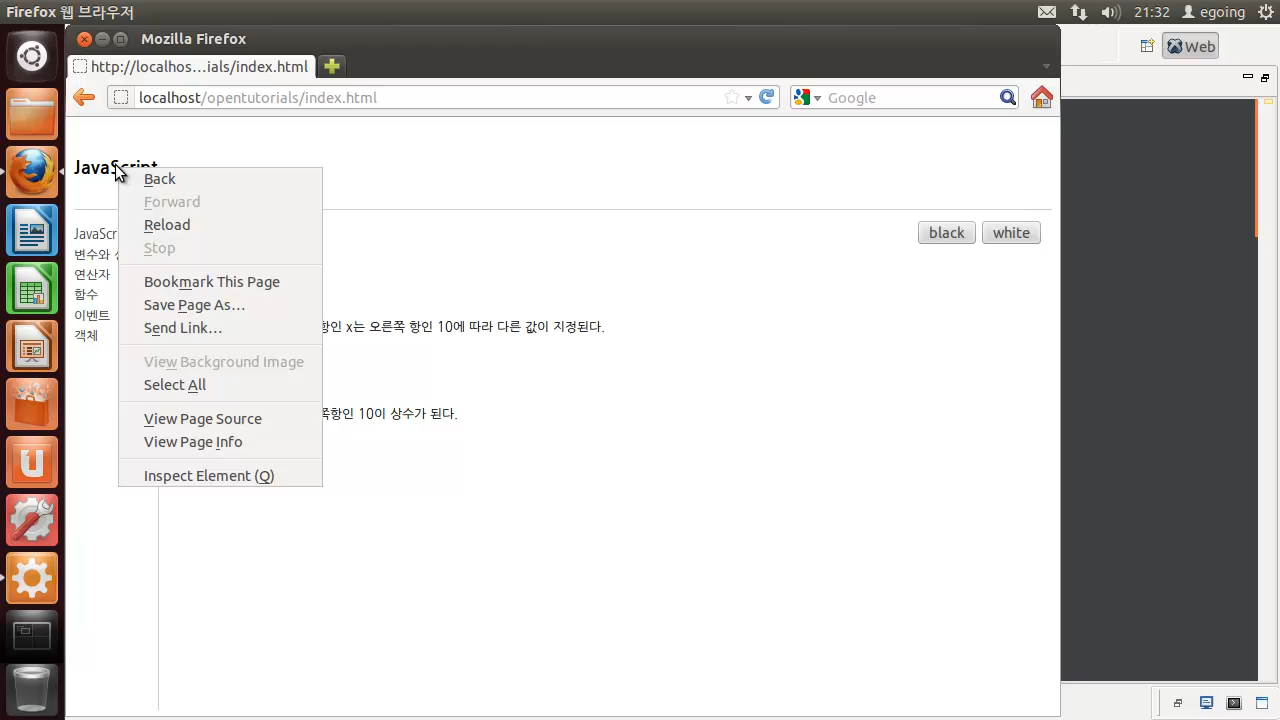 Firefox 웹 브라우저
21:32
egoing
Mozilla Firefox
http://localhos...ials/index.html
localhost/opentutorials/index.html
Google
Web
JavaScript
Back
Forward
Reload
Stop
Bookmark This Page
Save Page As...
Send Link...
View Background Image
Select All
View Page Source
View Page Info
Inspect Element (Q)
black
white
변수와
연산자
함수
이벤트
객체
항인 x는 오른쪽 항인 10에 따라 다른 값이 지정된다.
쪽항인 10이 상수가 된다.